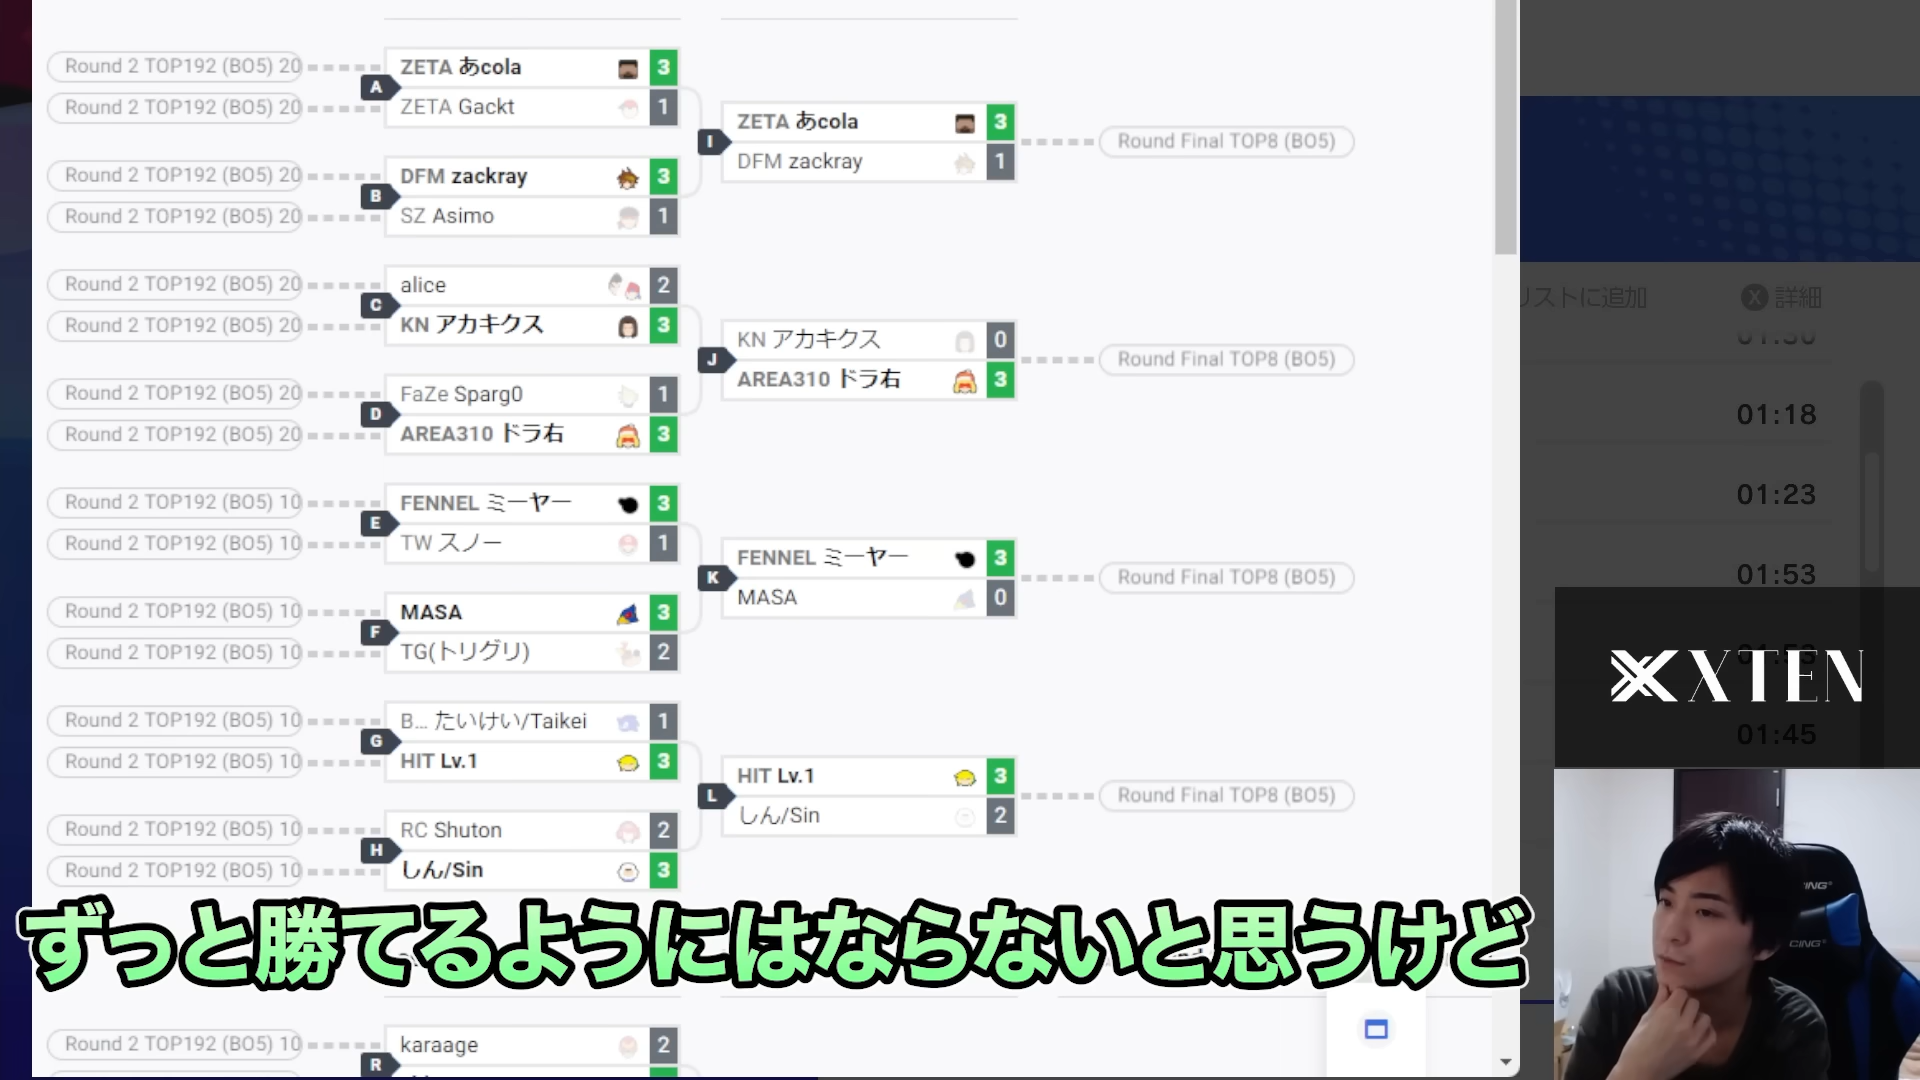 Round 2 TOP192 (BO5) 20
Round 2 TOP192 (BO5) 20
A
ZETA あcola 3
ZETA Gackt 1
Round 2 TOP192 (BO5) 20
Round 2 TOP192 (BO5) 20
B
DFM zackray 3
SZ Asimo 1
I
ZETA あcola 3
DFM zackray 1
Round Final TOP8 (BO5)
Round 2 TOP192 (BO5) 20
Round 2 TOP192 (BO5) 20
C
alice 2
KN アカキクス 3
Round 2 TOP192 (BO5) 20
Round 2 TOP192 (BO5) 20
D
FaZe Sparg0 1
AREA310 ドラ右 3
J
KN アカキクス 0
AREA310 ドラ右 3
Round Final TOP8 (BO5)
Round 2 TOP192 (BO5) 10
Round 2 TOP192 (BO5) 10
E
FENNEL ミーヤー 3
TW スノー 1
Round 2 TOP192 (BO5) 10
Round 2 TOP192 (BO5) 10
F
MASA 3
TG(トリグリ) 2
K
FENNEL ミーヤー 3
MASA 0
Round Final TOP8 (BO5)
Round 2 TOP192 (BO5) 10
Round 2 TOP192 (BO5) 10
G
B... たいけい/Taikei 1
HIT Lv.1 3
Round 2 TOP192 (BO5) 10
Round 2 TOP192 (BO5) 10
H
RC Shuton 2
しん/Sin 3
L
HIT Lv.1 3
しん/Sin 2
Round Final TOP8 (BO5)
ずっと勝てるようにはならないと思うけど
Round 2 TOP192 (BO5) 10
R
karaage 2
リストに追加
X 詳細
01:18
01:23
01:53
01:53
01:45
XTEN
CING